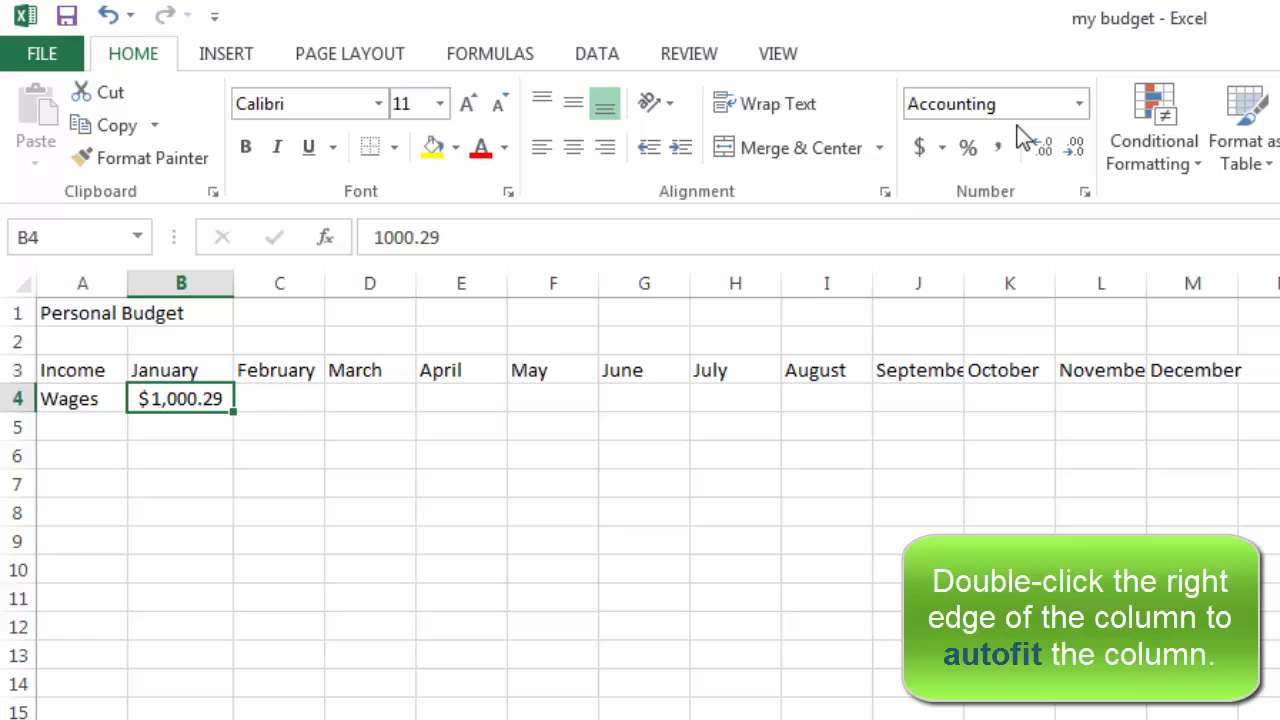 my budget - Excel
FILE HOME INSERT PAGE LAYOUT FORMULAS DATA REVIEW VIEW
Cut
Copy
Format Painter
Paste
Clipboard
Calibri 11
B I U A
Font
Wrap Text
Merge & Center
Alignment
Accounting
$ % , .00 .00
Number
Conditional Formatting
Format as Table
B4 fx 1000.29
A B C D E F G H I J K L M
1 Personal Budget
2
3 Income January February March April May June July August Septembe October Novembe December
4 Wages $1,000.29
5
6
7
8
9
10
11
12
13
14
15
Double-click the right
edge of the column to
autofit the column.